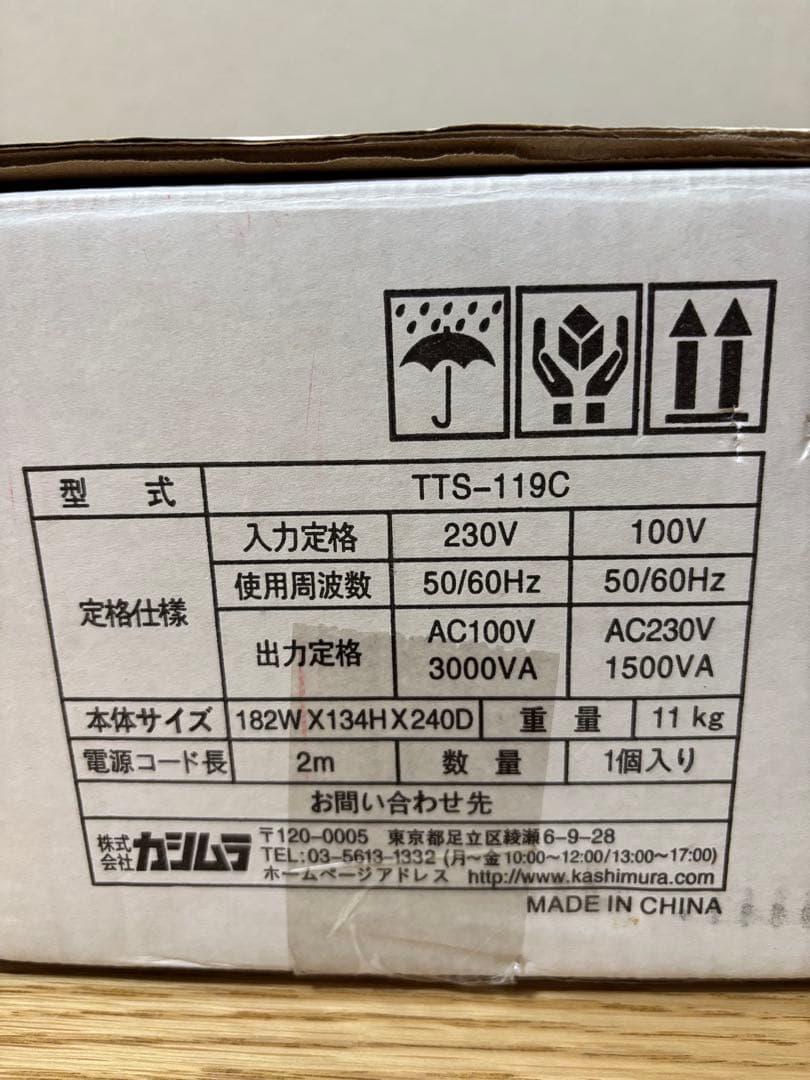 型 式 TTS-119C
定格仕様 入力定格 230V 100V
使用周波数 50/60Hz 50/60Hz
出力定格 AC100V 3000VA AC230V 1500VA
本体サイズ 182W X134H X 240D 重 量 11 kg
電源コード長 2m 数 量 1個入り
お問い合わせ先
株式会社 カシムラ 〒120-0005 東京都足立区綾瀬6-9-28
TEL:03-5613-1332 (月～金 10:00～12:00/13:00～17:00)
ホームページアドレス http://www.kashimura.com
MADE IN CHINA